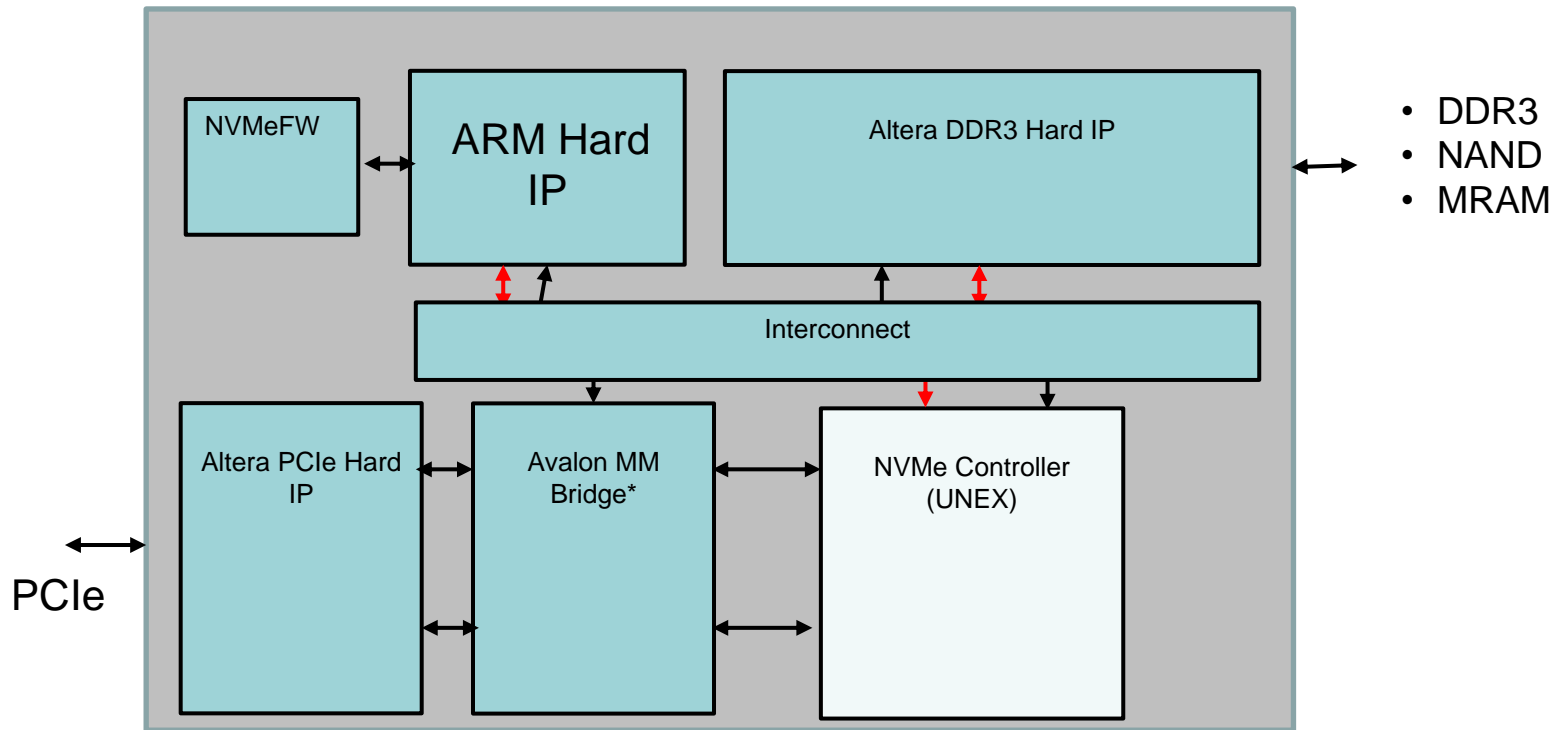 NVMeFW
ARM Hard
IP
Altera DDR3 Hard IP
• DDR3
• NAND
• MRAM
Interconnect
Altera PCIe Hard
IP
Avalon MM
Bridge*
NVMe Controller
(UNEX)
PCIe